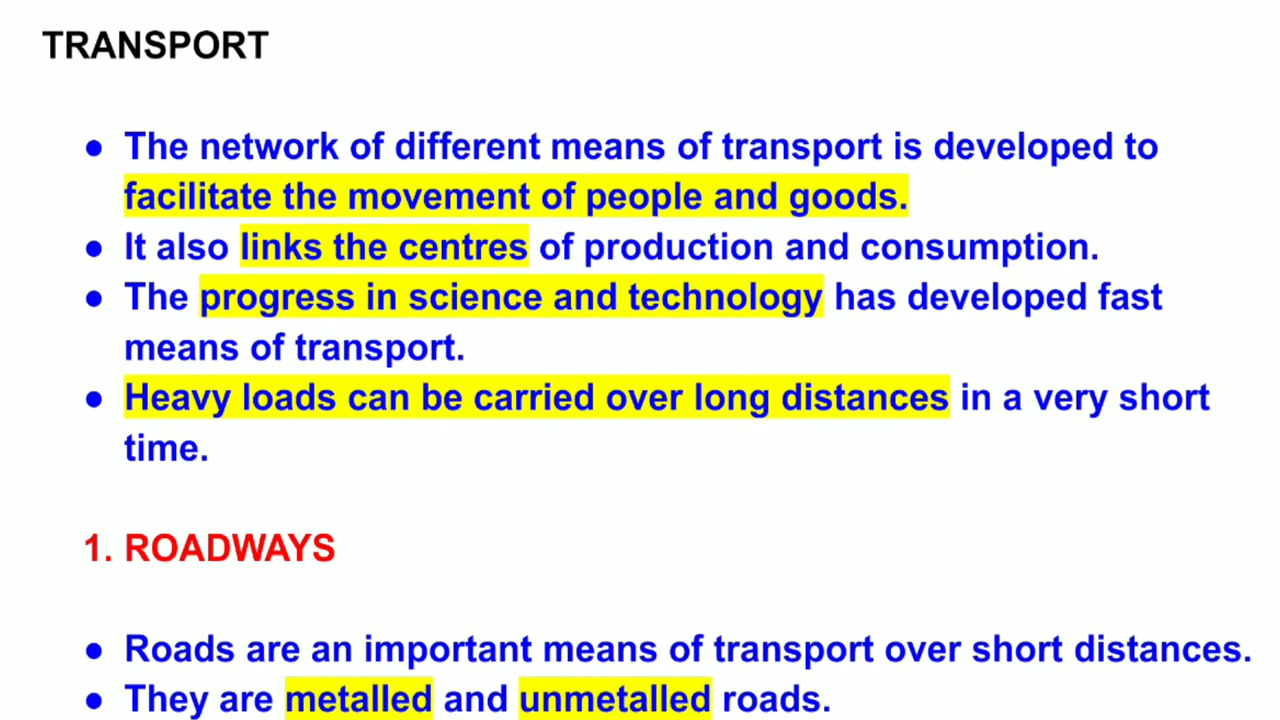 TRANSPORT
● The network of different means of transport is developed to
facilitate the movement of people and goods.
● It also links the centres of production and consumption.
● The progress in science and technology has developed fast
means of transport.
● Heavy loads can be carried over long distances in a very short
time.
1. ROADWAYS
● Roads are an important means of transport over short distances.
● They are metalled and unmetalled roads.